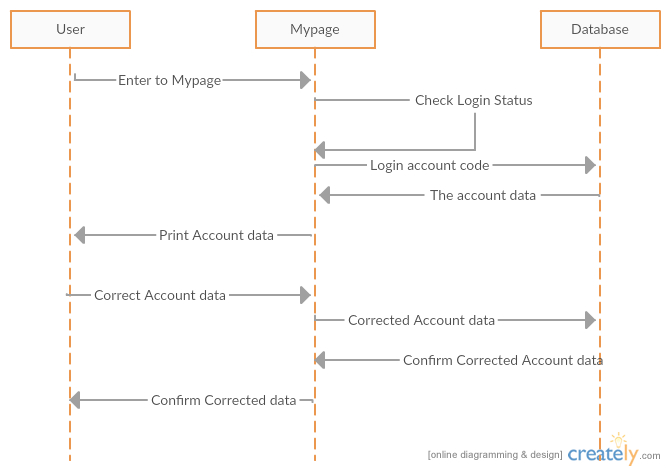 User
Mypage
Database
Enter to Mypage
Check Login Status
Login account code
The account data
Print Account data
Correct Account data
Corrected Account data
Confirm Corrected Account data
Confirm Corrected data
[online diagramming & design] creately.com